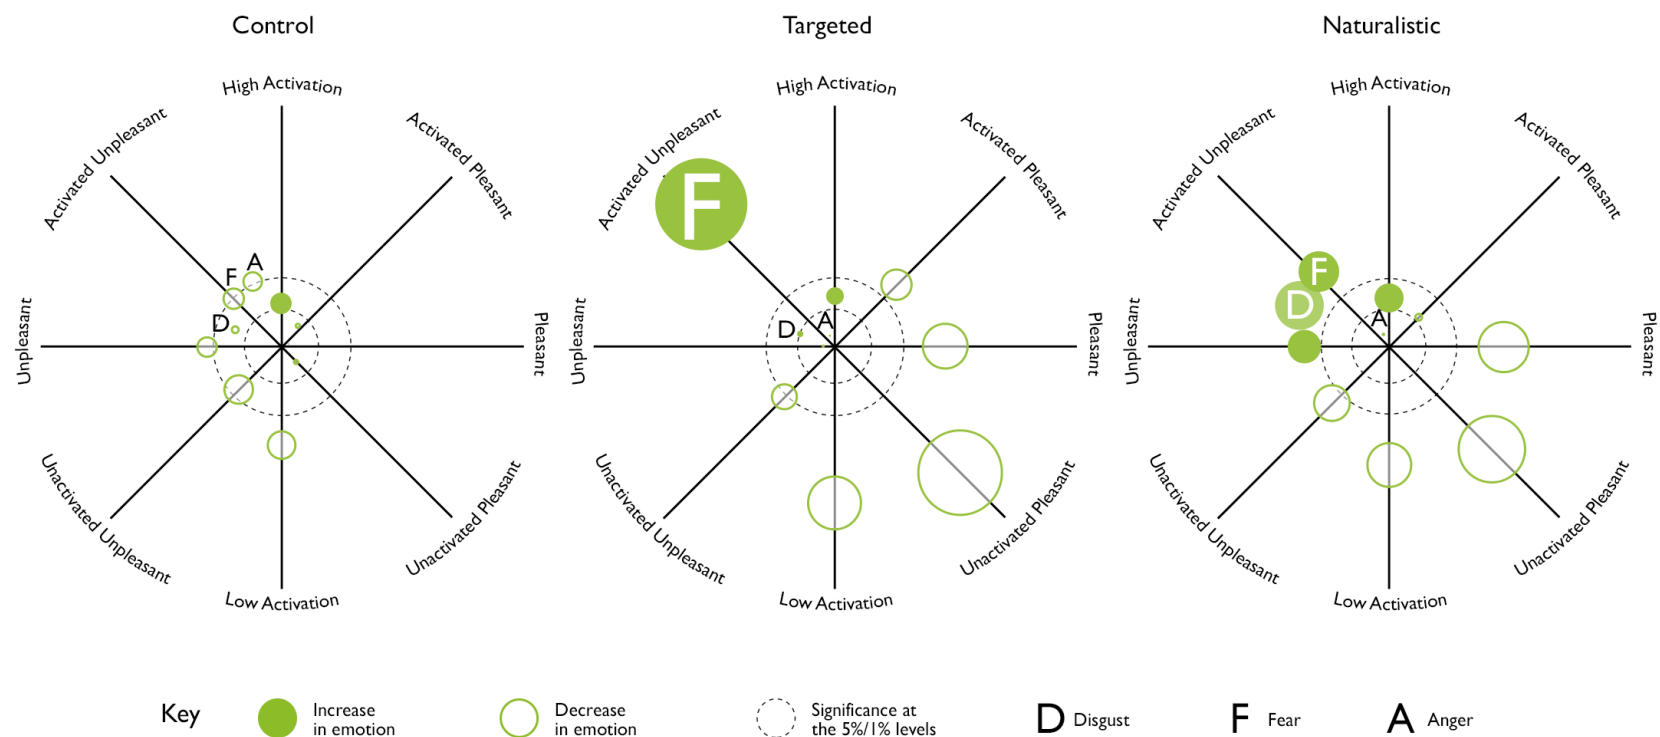 Control
Targeted
Naturalistic
High Activation
Activated Unpleasant
Activated Pleasant
Unpleasant
Pleasant
F
A
D
Unactivated Unpleasant
Unactivated Pleasant
Low Activation
High Activation
Activated Unpleasant
Activated Pleasant
Unpleasant
Pleasant
F
D
A
Unactivated Unpleasant
Unactivated Pleasant
Low Activation
High Activation
Activated Unpleasant
Activated Pleasant
Unpleasant
Pleasant
F
D
A
Unactivated Unpleasant
Unactivated Pleasant
Low Activation
Key
Increase
in emotion
Decrease
in emotion
Significance at
the 5%/1% levels
D Disgust
F Fear
A Anger